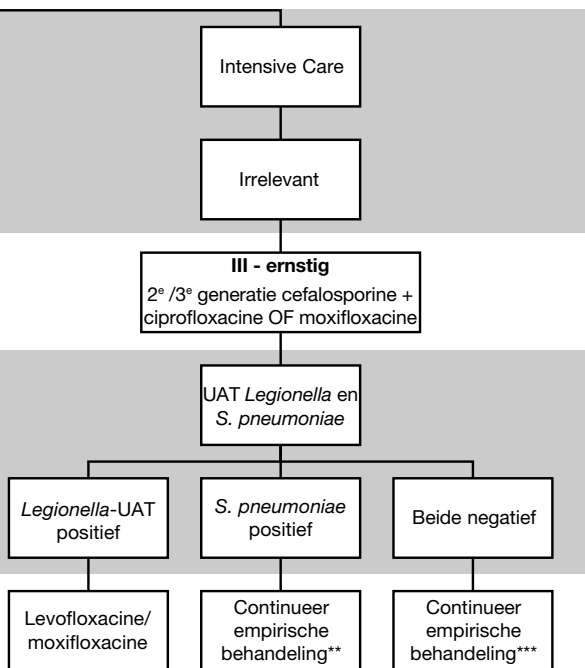 Intensive Care
Irrelevant
III - ernstig
2e /3e generatie cefalosporine +
ciprofloxacine OF moxifloxacine
UAT Legionella en
S. pneumoniae
Legionella-UAT
positief
S. pneumoniae
positief
Beide negatief
Levofloxacine/
moxifloxacine
Continueer
empirische
behandeling**
Continueer
empirische
behandeling***